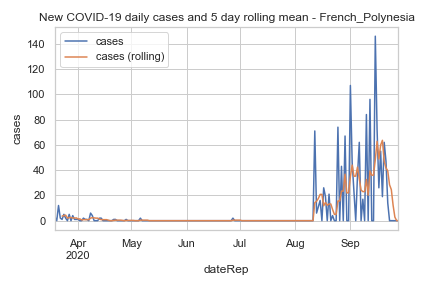 New COVID-19 daily cases and 5 day rolling mean - French_Polynesia
cases
cases (rolling)
140
120
100
80
60
40
20
0
cases
Apr
2020
May
Jun
Jul
Aug
Sep
dateRep